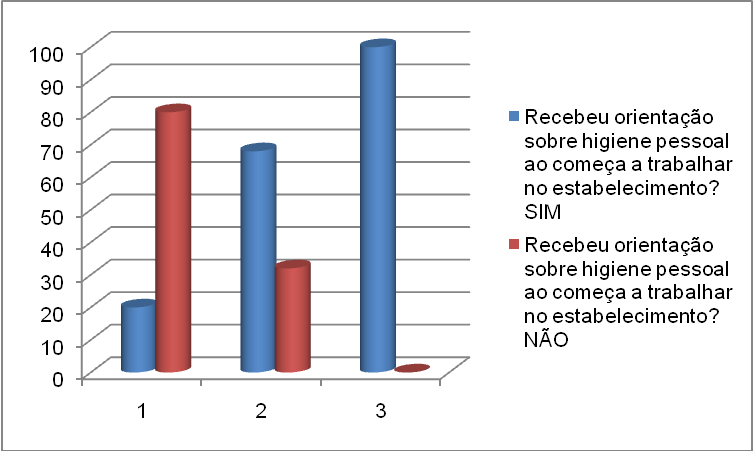 100
90
80
70
60
50
40
30
20
10
0
1 2 3
Recebeu orientação
sobre higiene pessoal
ao começa a trabalhar
no estabelecimento?
SIM
Recebeu orientação
sobre higiene pessoal
ao começa a trabalhar
no estabelecimento?
NÃO